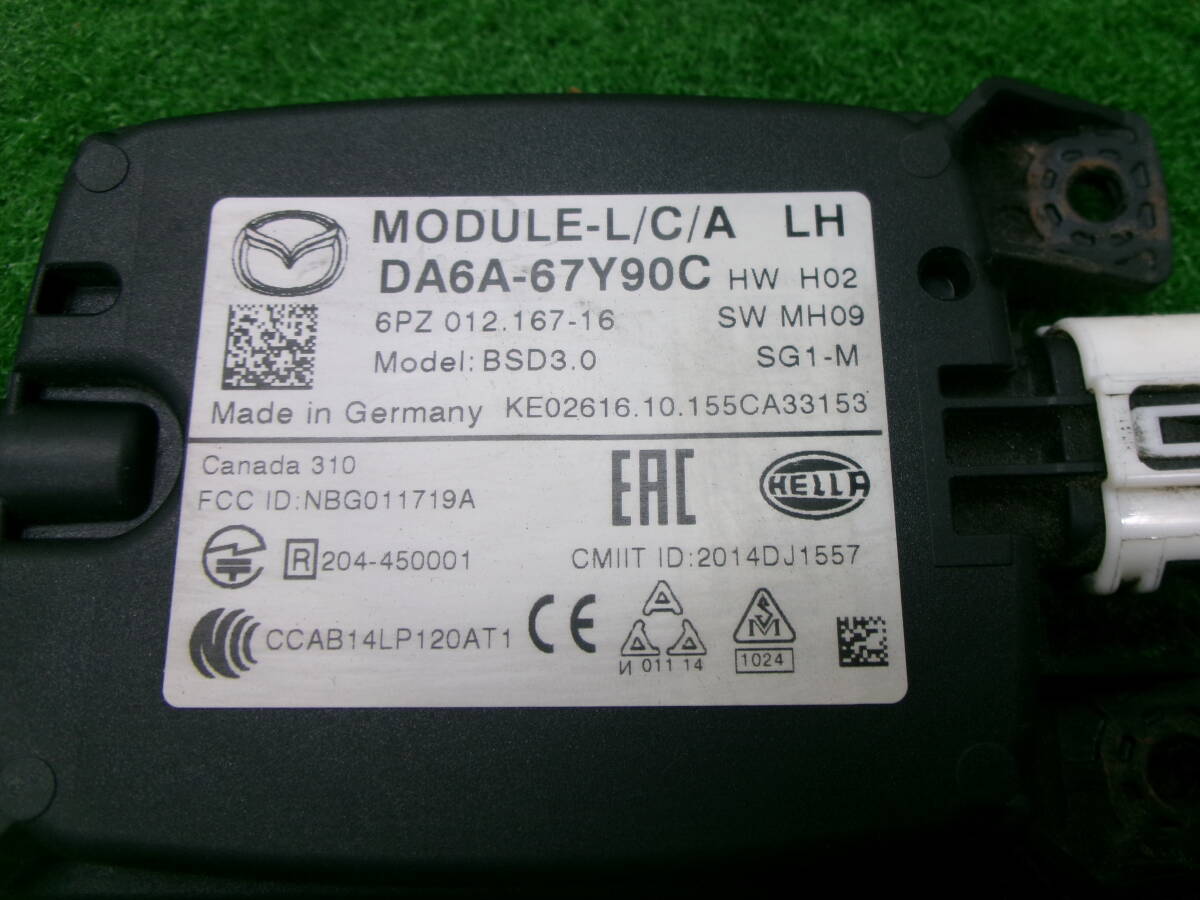 MODULE-L/C/A LH
DA6A-67Y90C HW H02
6PZ 012.167-16 SW MH09
Model: BSD3.0 SG1-M
Made in Germany KE02616.10.155CA33153
Canada 310
FCC ID:NBG011719A
EAC HELLA
R 204-450001 CMIIT ID:2014DJ1557
CCAB14LP120AT1 CE
И 011 14 1024